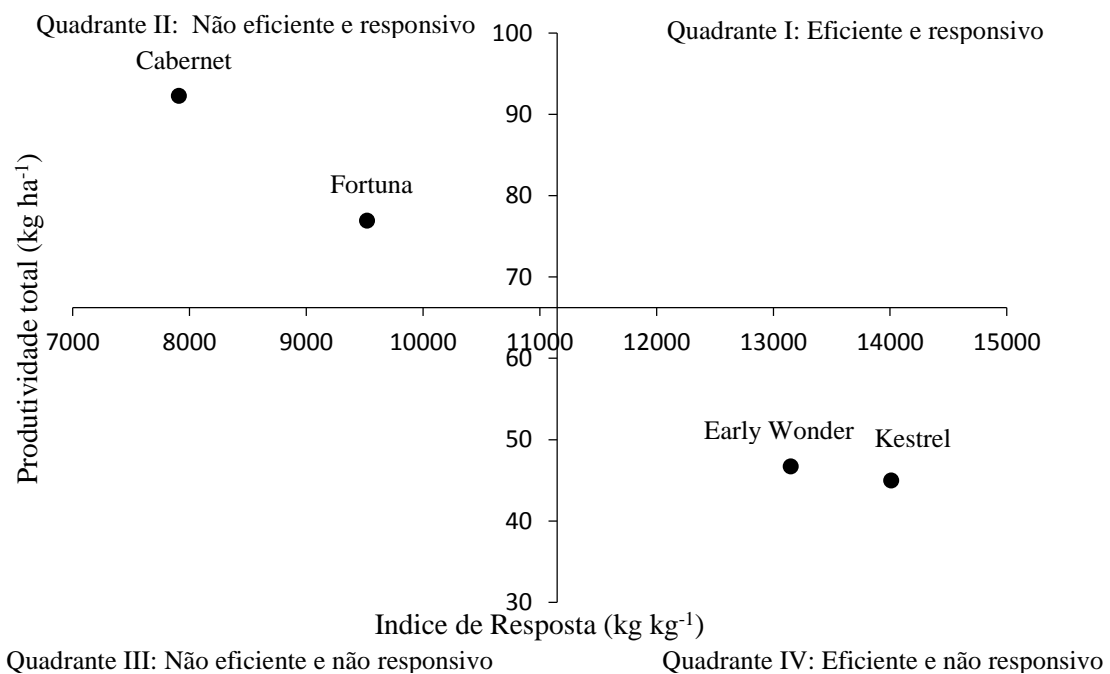 Quadrante II:  Não eficiente e responsivo
Quadrante I: Eficiente e responsivo
Cabernet
Fortuna
Early Wonder
Kestrel
100
90
80
70
60
50
40
30
7000 8000 9000 10000 11000 12000 13000 14000 15000
Produtividade total (kg ha⁻¹)
Indice de Resposta (kg kg⁻¹)
Quadrante III: Não eficiente e não responsivo
Quadrante IV: Eficiente e não responsivo